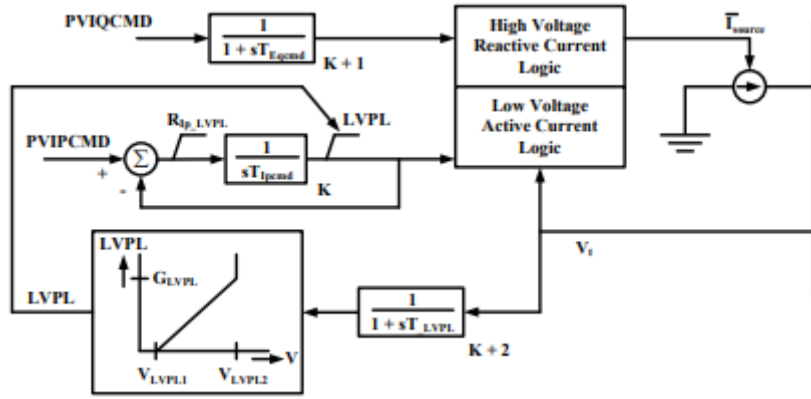 PVIQCMD
1
1 + sT_Eqcmd
K + 1
High Voltage
Reactive Current
Logic
I_source
Low Voltage
Active Current
Logic
R_Ip_LVPL
LVPL
PVIPCMD
+
Σ
-
1
sT_Ipcmd
K
V_t
LVPL
LVPL
G_LVPL
V
V_LVPL1
V_LVPL2
1
1 + sT_LVPL
K + 2